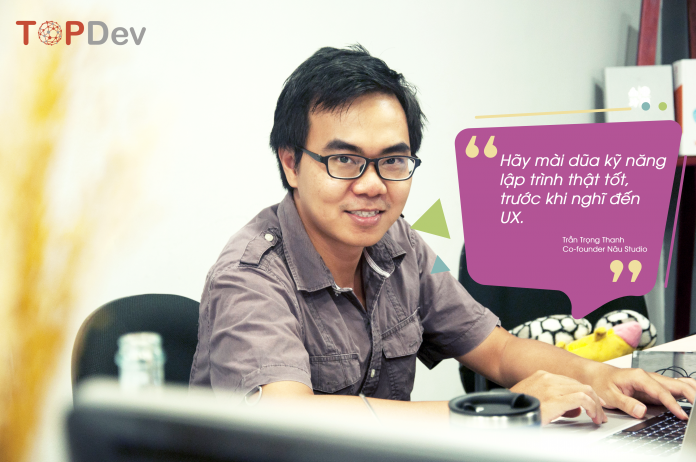 TOPDev
“
Hãy mài dũa kỹ năng
lập trình thật tốt,
trước khi nghĩ đến
UX.
Trần Trọng Thanh
Co-founder Nâu Studio
”